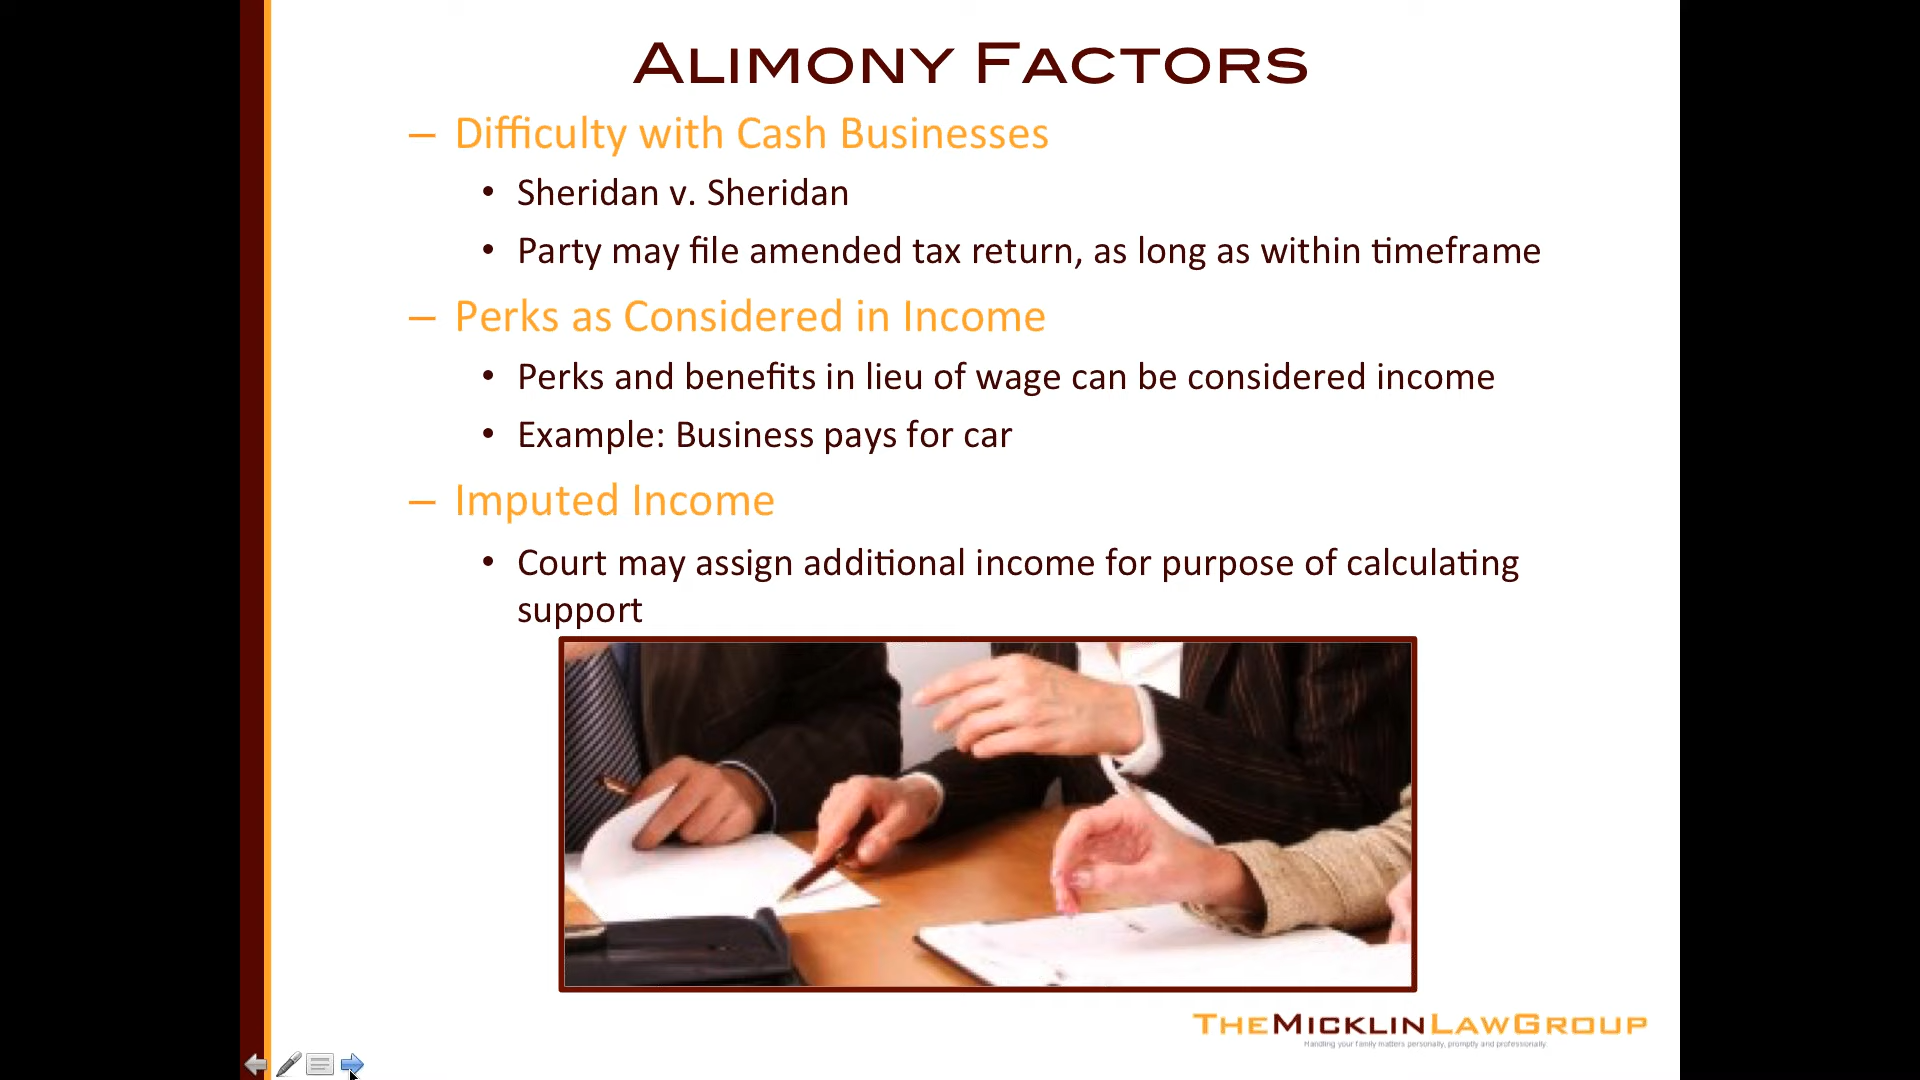 Alimony Factors
– Difficulty with Cash Businesses
• Sheridan v. Sheridan
• Party may file amended tax return, as long as within timeframe
– Perks as Considered in Income
• Perks and benefits in lieu of wage can be considered income
• Example: Business pays for car
– Imputed Income
• Court may assign additional income for purpose of calculating
support
TheMicklinLawGroup
Handling your family matters personally, promptly and professionally.